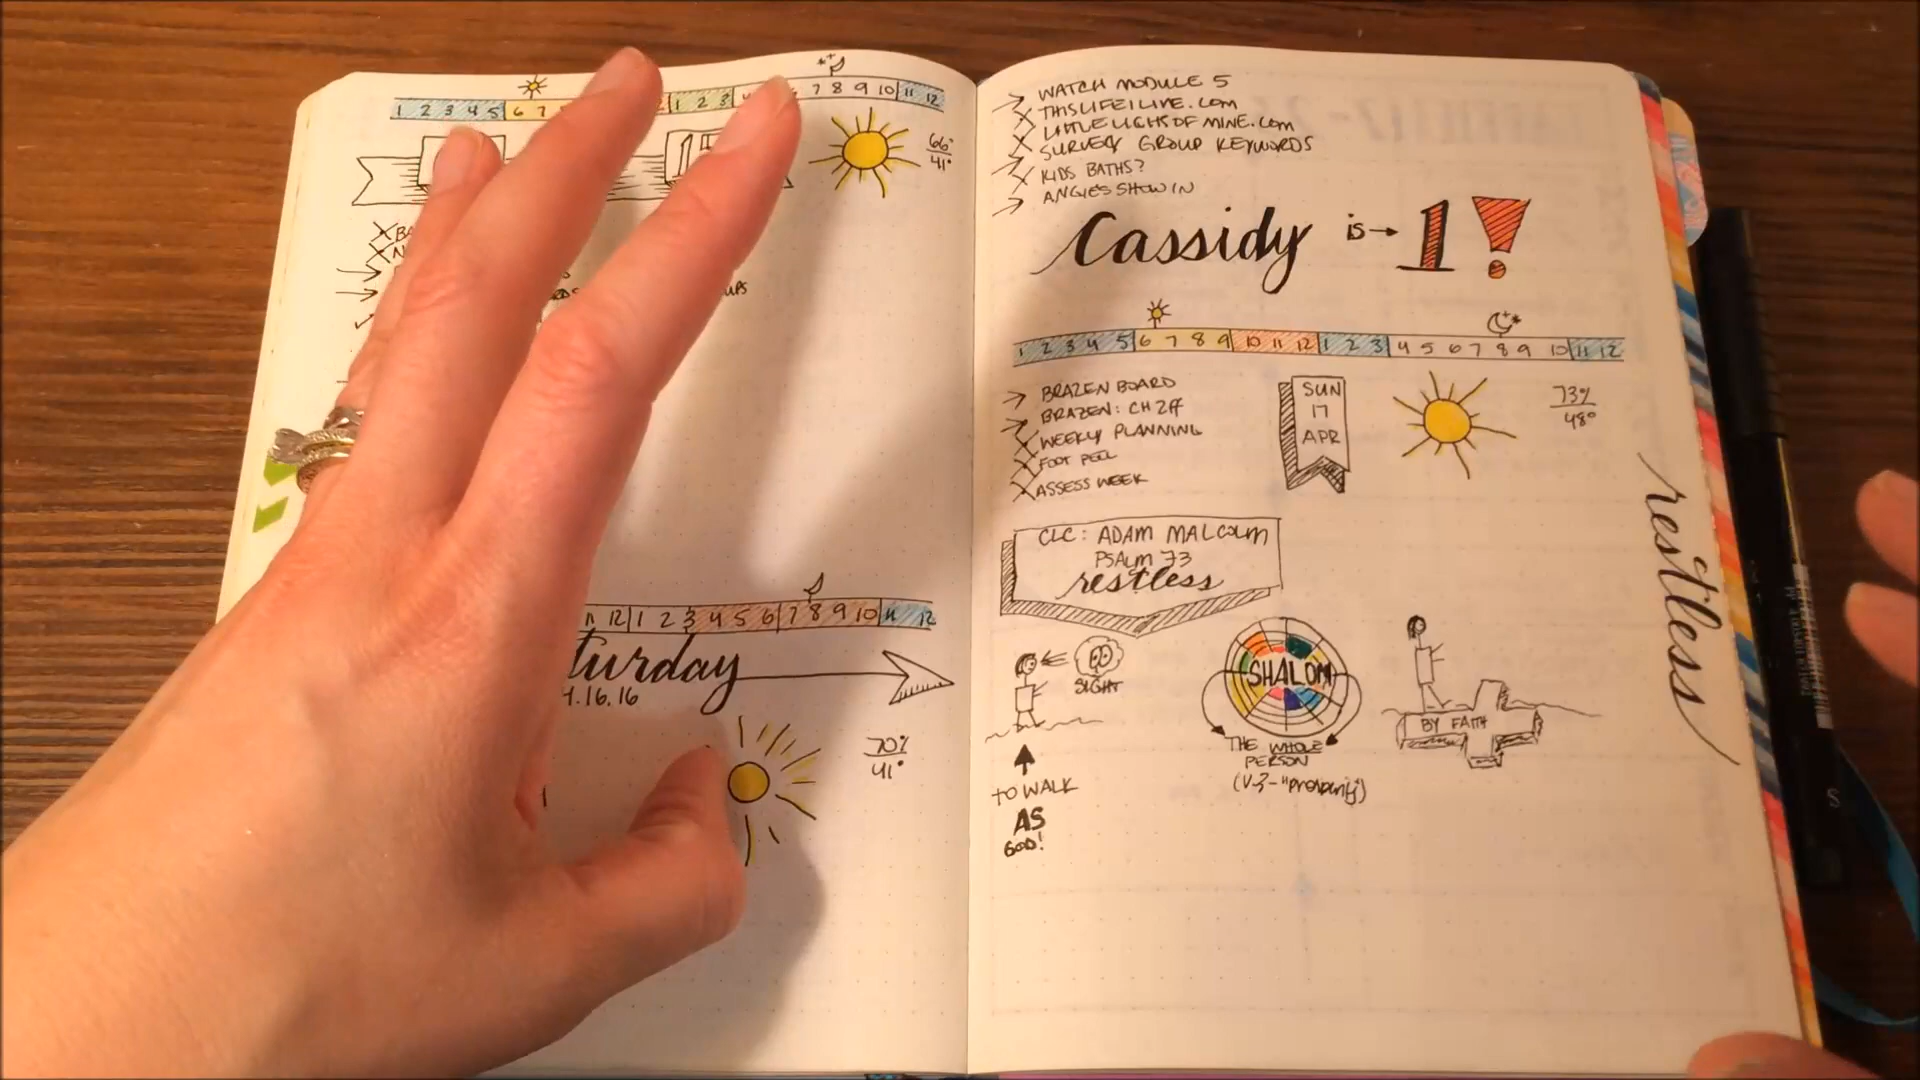 1 2 3 4 5 6 7
1 2 3
7 8 9 10 11 12
66°
41°
12 1 2 3 4 5 6 7 8 9 10 11 12
turday
4.16.16
70°
41°
WATCH MODULE 5
THISLIFEILIVE.COM
LITTLELIGHTSOFMINE.COM
SURVEY GROUP KEYWORDS
KIDS BATHS?
ANGIES SHOW IN
Cassidy is → 1!
1 2 3 4 5 6 7 8 9 10 11 12 1 2 3 4 5 6 7 8 9 10 11 12
BRAZEN BOARD
BRAZEN: CH 2ff
WEEKLY PLANNING
FOOT PEEL
ASSESS WEEK
SUN
17
APR
73°
48°
CLC: ADAM MALCOLM
PSALM 73
restless
SIGHT
TO WALK
AS
GOD!
SHALOM
THE WHOLE
PERSON
(V.3-"prosperity")
BY FAITH
restless